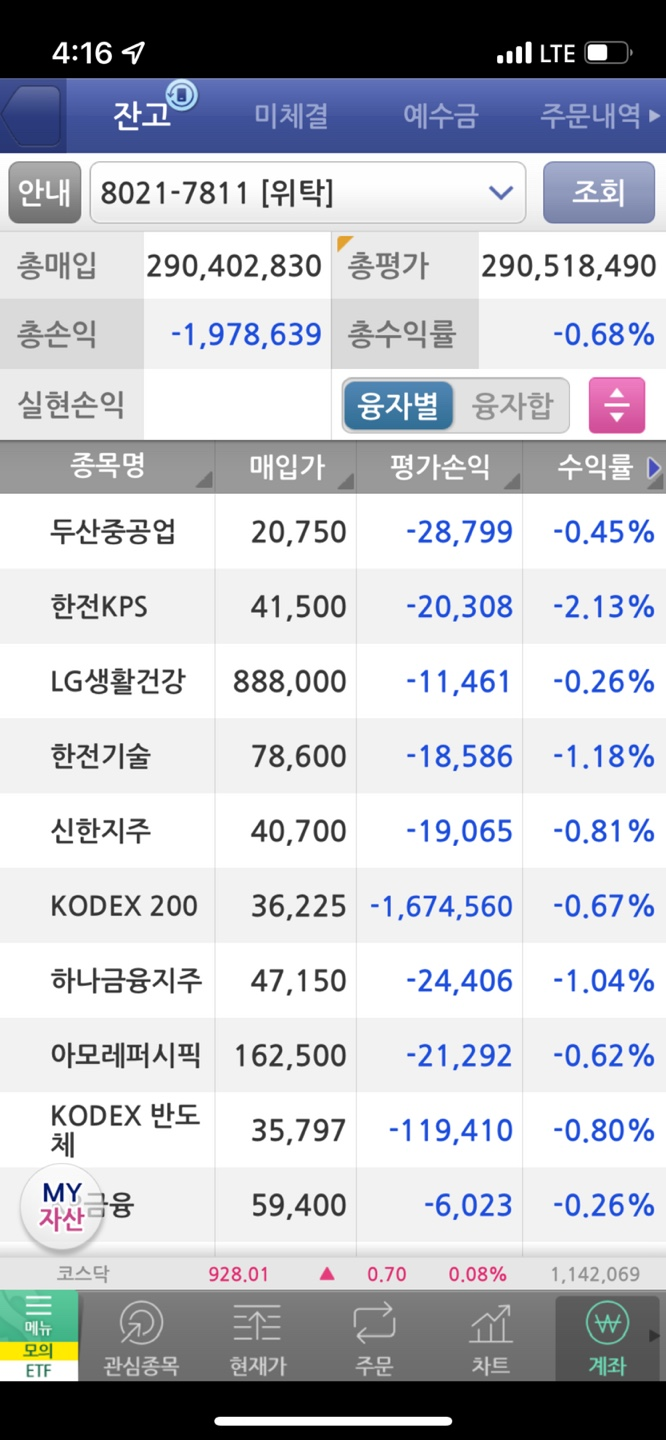 4:16
LTE
잔고 미체결 예수금 주문내역
안내 8021-7811 [위탁] 조회
총매입 290,402,830 총평가 290,518,490
총손익 -1,978,639 총수익률 -0.68%
실현손익 융자별 융자합
종목명 매입가 평가손익 수익률
두산중공업 20,750 -28,799 -0.45%
한전KPS 41,500 -20,308 -2.13%
LG생활건강 888,000 -11,461 -0.26%
한전기술 78,600 -18,586 -1.18%
신한지주 40,700 -19,065 -0.81%
KODEX 200 36,225 -1,674,560 -0.67%
하나금융지주 47,150 -24,406 -1.04%
아모레퍼시픽 162,500 -21,292 -0.62%
KODEX 반도
체 35,797 -119,410 -0.80%
금융 59,400 -6,023 -0.26%
MY
자산
코스닥 928.01 ▲ 0.70 0.08% 1,142,069
메뉴
모의
ETF
관심종목 현재가 주문 차트 계좌